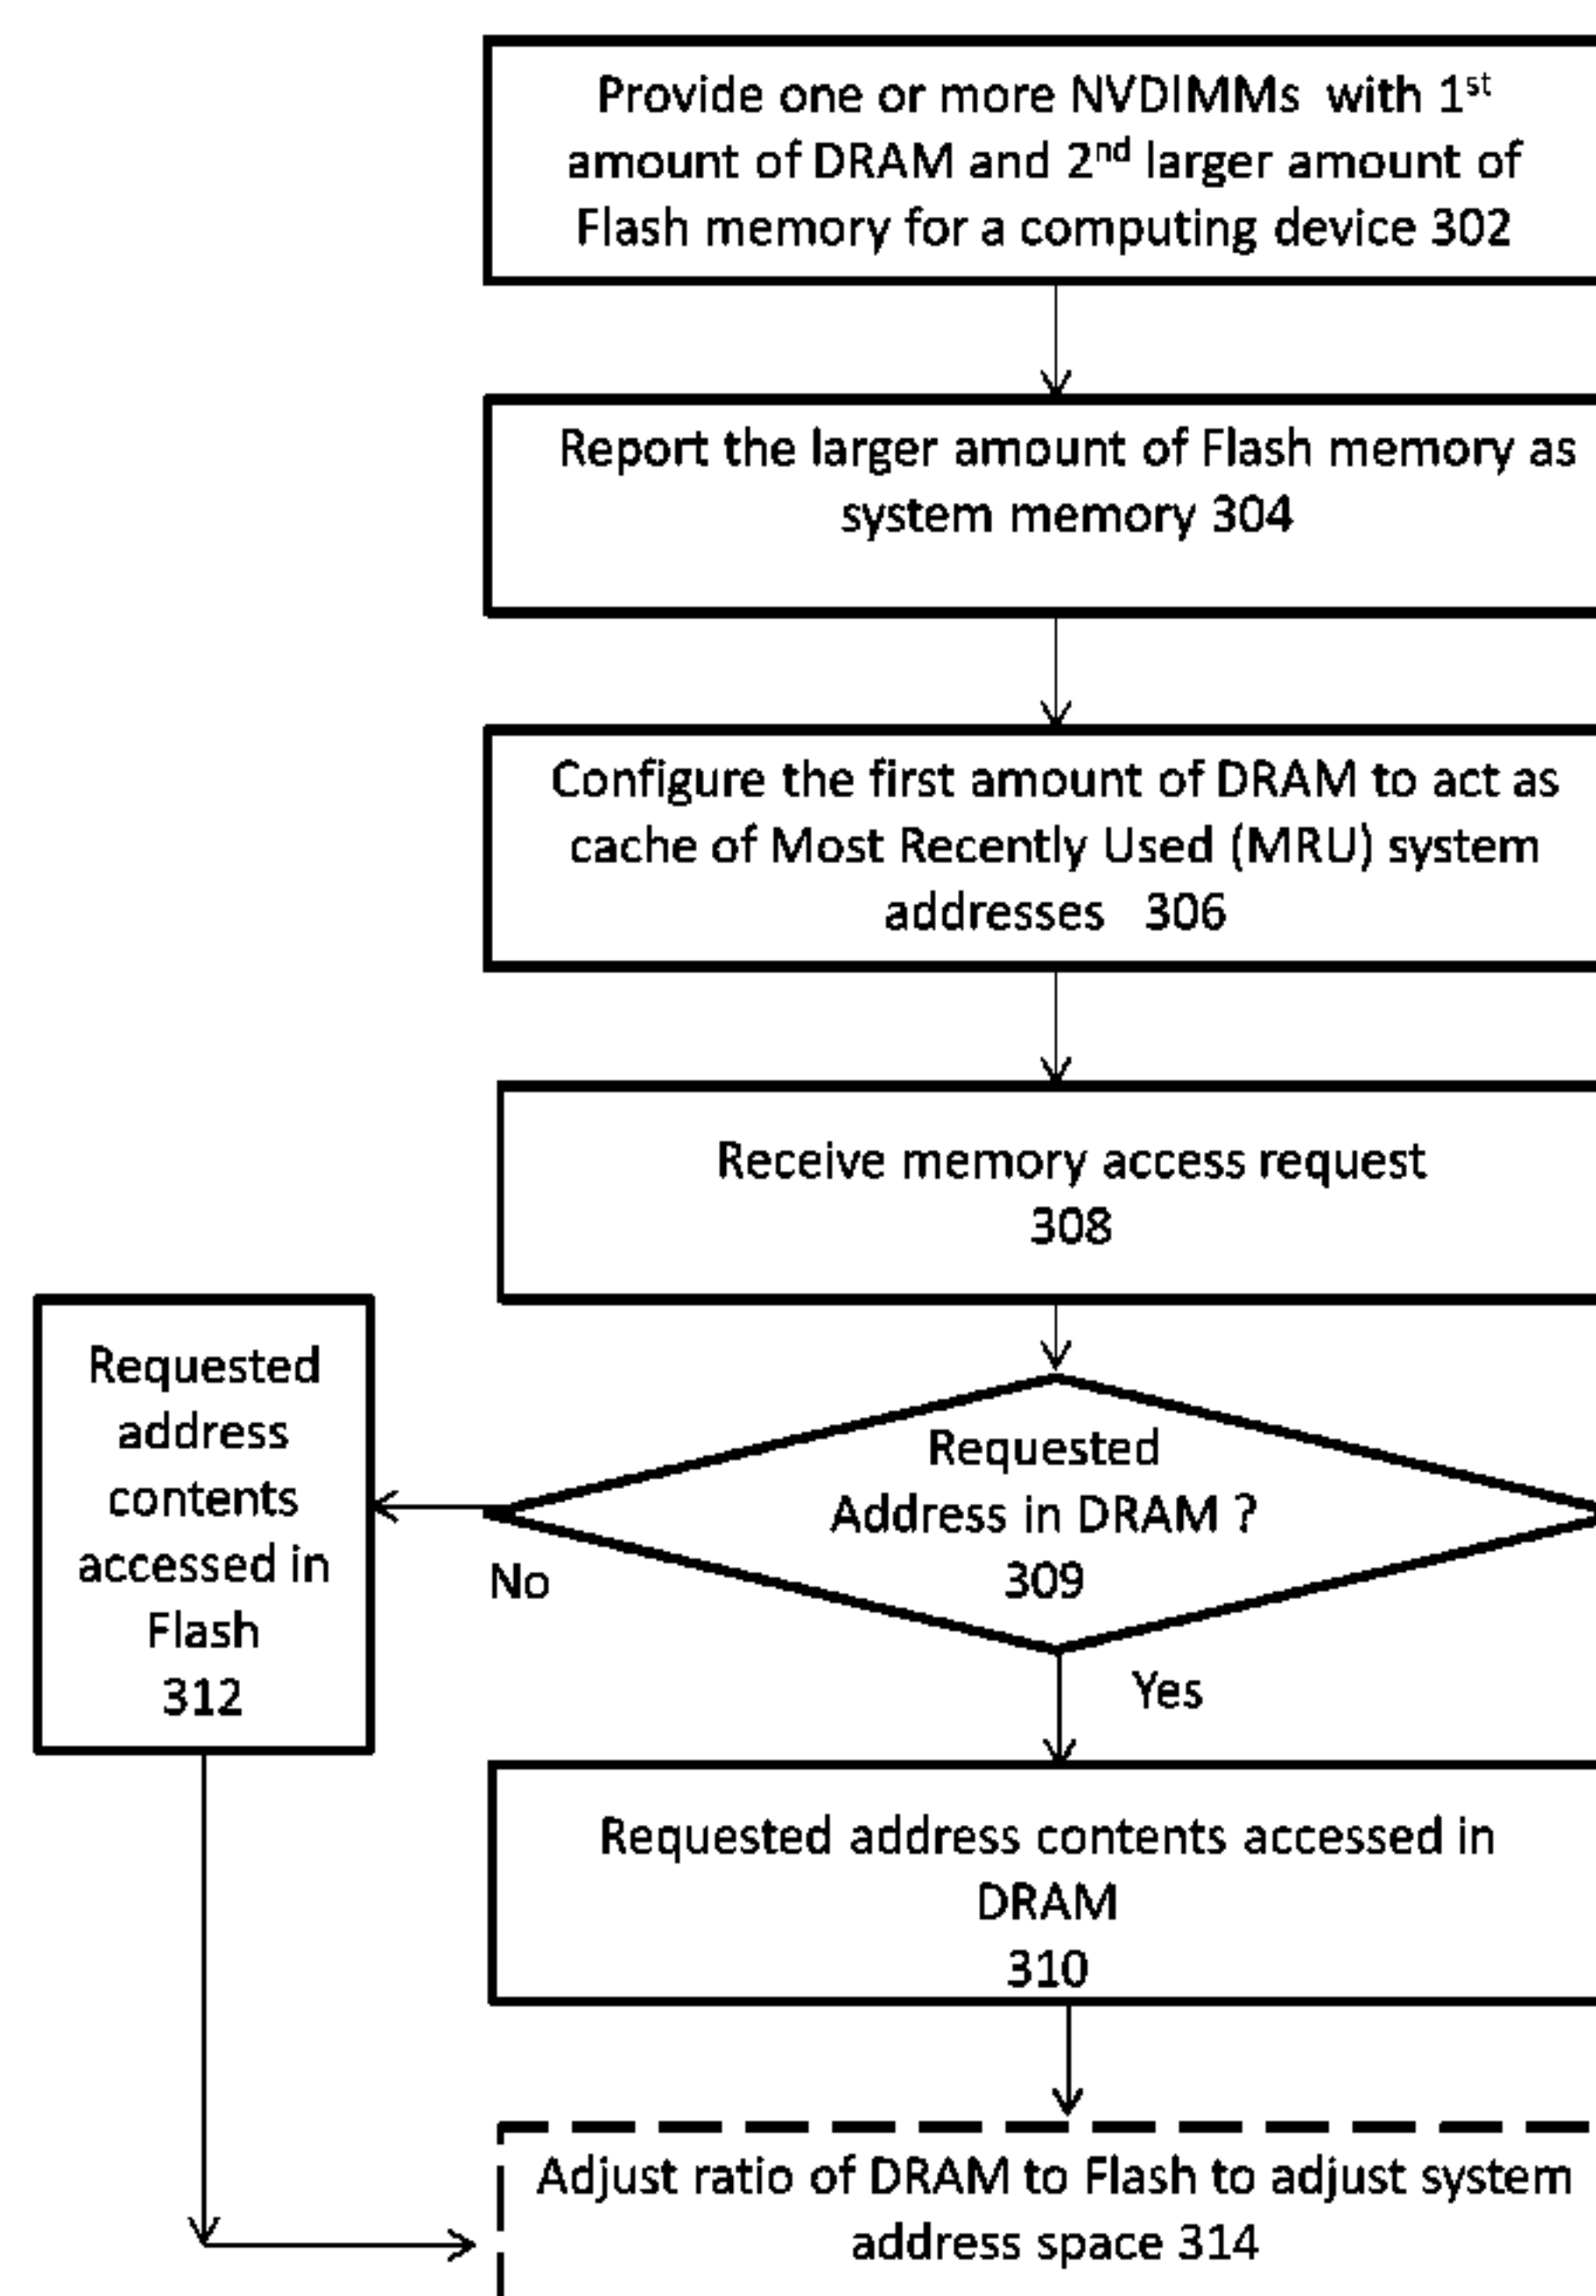 Provide one or more NVDIMMs with 1st
amount of DRAM and 2nd larger amount of
Flash memory for a computing device 302
Report the larger amount of Flash memory as
system memory 304
Configure the first amount of DRAM to act as
cache of Most Recently Used (MRU) system
addresses 306
Receive memory access request
308
Requested
Address in DRAM ?
309
No
Yes
Requested
address
contents
accessed in
Flash
312
Requested address contents accessed in
DRAM
310
Adjust ratio of DRAM to Flash to adjust system
address space 314